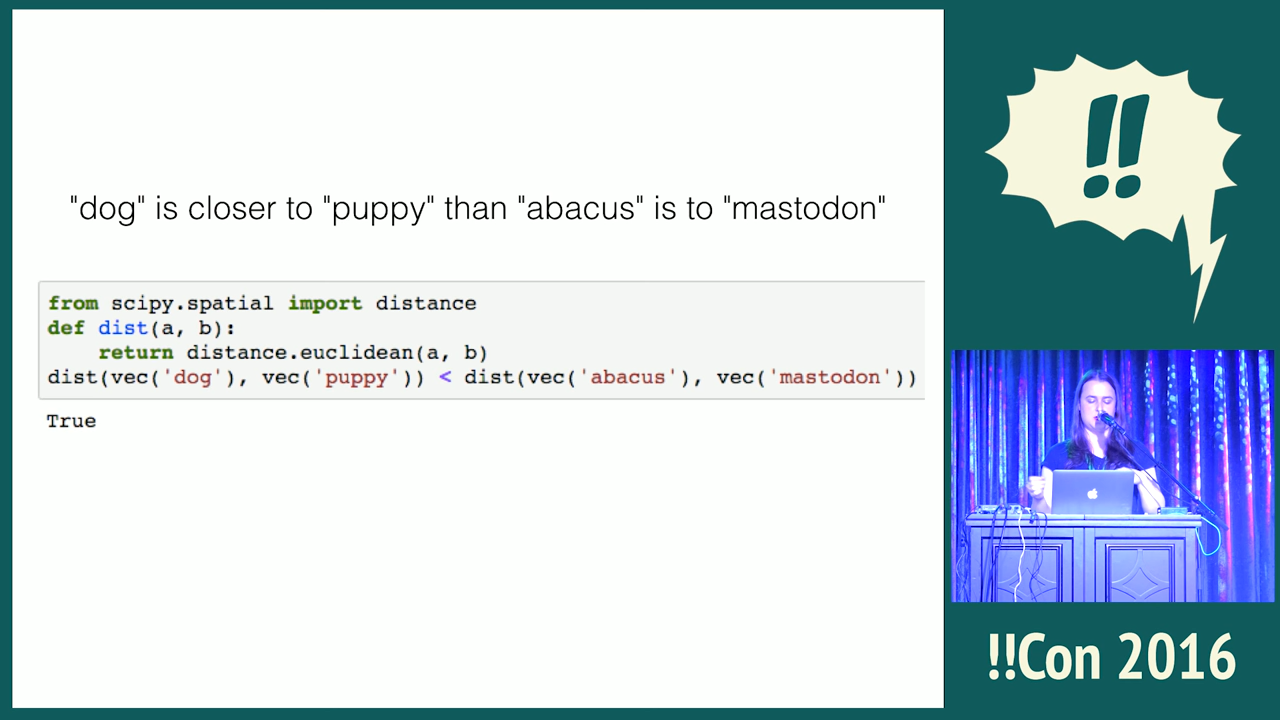 "dog" is closer to "puppy" than "abacus" is to "mastodon"
from scipy.spatial import distance
def dist(a, b):
    return distance.euclidean(a, b)
dist(vec('dog'), vec('puppy')) < dist(vec('abacus'), vec('mastodon'))
True
!!
!!Con 2016